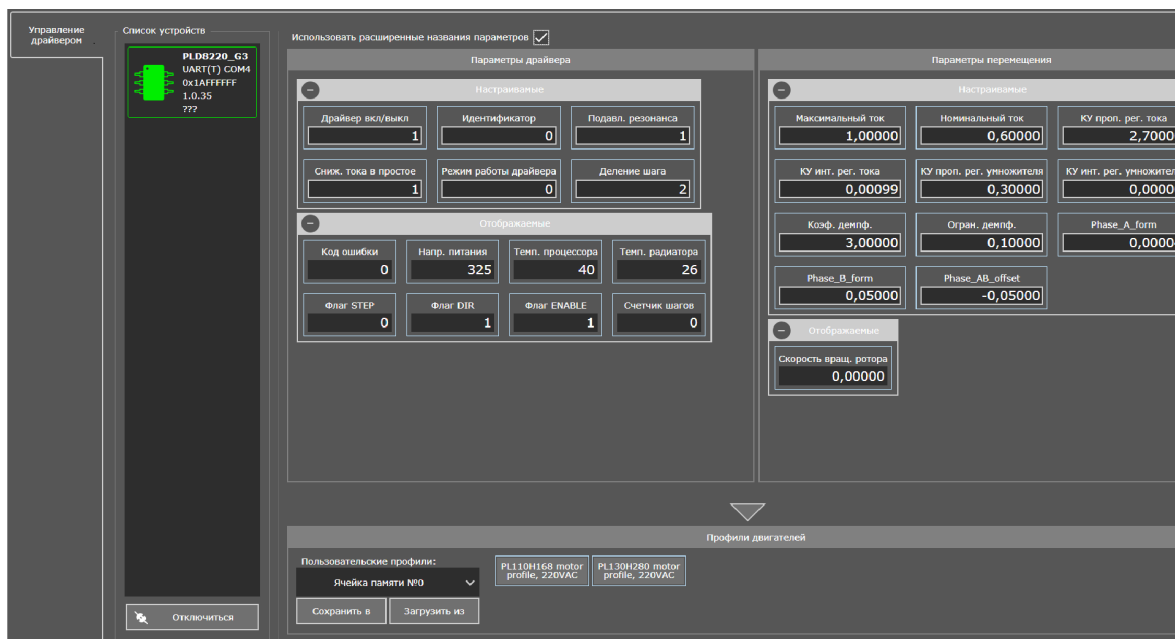 Управление
драйвером
Список устройств
PLD8220_G3
UART(T) COM4
0x1AFFFFFF
1.0.35
???
Отключиться
Использовать расширенные названия параметров
Параметры драйвера
Настраиваемые
Драйвер вкл/выкл
Идентификатор
Подавл. резонанса
1
0
1
Сниж. тока в простое
Режим работы драйвера
Деление шага
1
0
2
Отображаемые
Код ошибки
Напр. питания
Темп. процессора
Темп. радиатора
0
325
40
26
Флаг STEP
Флаг DIR
Флаг ENABLE
Счетчик шагов
0
1
1
0
Параметры перемещения
Настраиваемые
Максимальный ток
Номинальный ток
КУ проп. рег. тока
1,00000
0,60000
2,7000
КУ инт. рег. тока
КУ проп. рег. умножителя
КУ инт. рег. умножител
0,00099
0,30000
0,0000
Коэф. демпф.
Огран. демпф.
Phase_A_form
3,00000
0,10000
0,0000
Phase_B_form
Phase_AB_offset
0,05000
-0,05000
Отображаемые
Скорость вращ. ротора
0,00000
Профили двигателей
Пользовательские профили:
Ячейка памяти №0
Сохранить в
Загрузить из
PL110H168 motor
profile, 220VAC
PL130H280 motor
profile, 220VAC